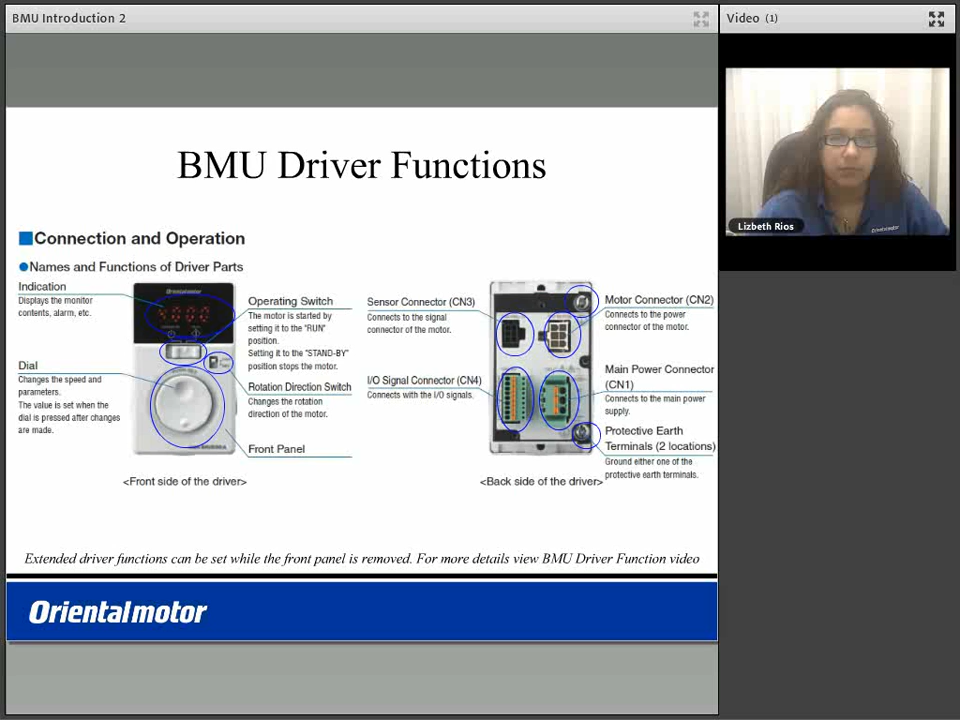 BMU Introduction 2
Video (1)
Lizbeth Rios
BMU Driver Functions
Connection and Operation
Names and Functions of Driver Parts
Indication
Displays the monitor
contents, alarm, etc.
Dial
Changes the speed and
parameters.
The value is set when the
dial is pressed after changes
are made.
Operating Switch
The motor is started by
setting it to the "RUN"
position.
Setting it to the "STAND-BY"
position stops the motor.
Rotation Direction Switch
Changes the rotation
direction of the motor.
Front Panel
<Front side of the driver>
Sensor Connector (CN3)
Connects to the signal
connector of the motor.
I/O Signal Connector (CN4)
Connects with the I/O signals.
Motor Connector (CN2)
Connects to the power
connector of the motor.
Main Power Connector
(CN1)
Connects to the main power
supply.
Protective Earth
Terminals (2 locations)
Ground either one of the
protective earth terminals.
<Back side of the driver>
Extended driver functions can be set while the front panel is removed. For more details view BMU Driver Function video
Orientalmotor